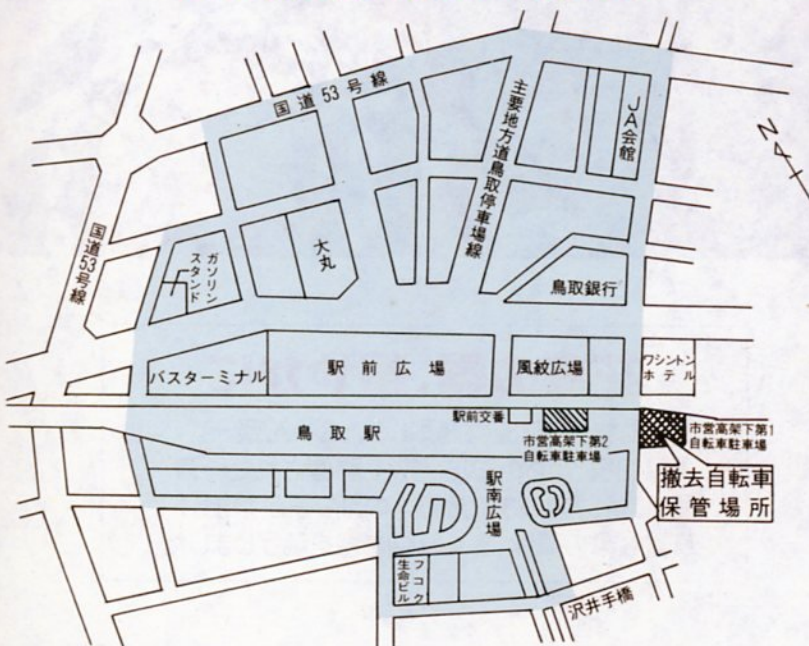 国道53号線
主要地方道鳥取停車場線
JA会館
N
国道53号線
ガソリン
スタンド
大丸
鳥取銀行
バスターミナル
駅前広場
風紋広場
ワシントン
ホテル
駅前交番
鳥取駅
市営高架下第2
自転車駐車場
市営高架下第1
自転車駐車場
撤去自転車
保管場所
駅南広場
フコク
生命ビル
沢井手橋